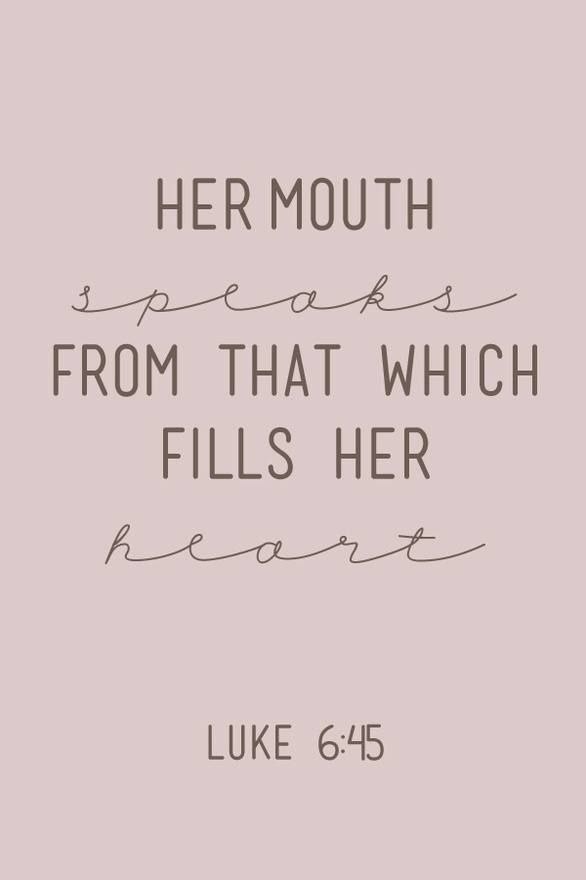 HER MOUTH
speaks
FROM THAT WHICH
FILLS HER
heart
LUKE 6:45